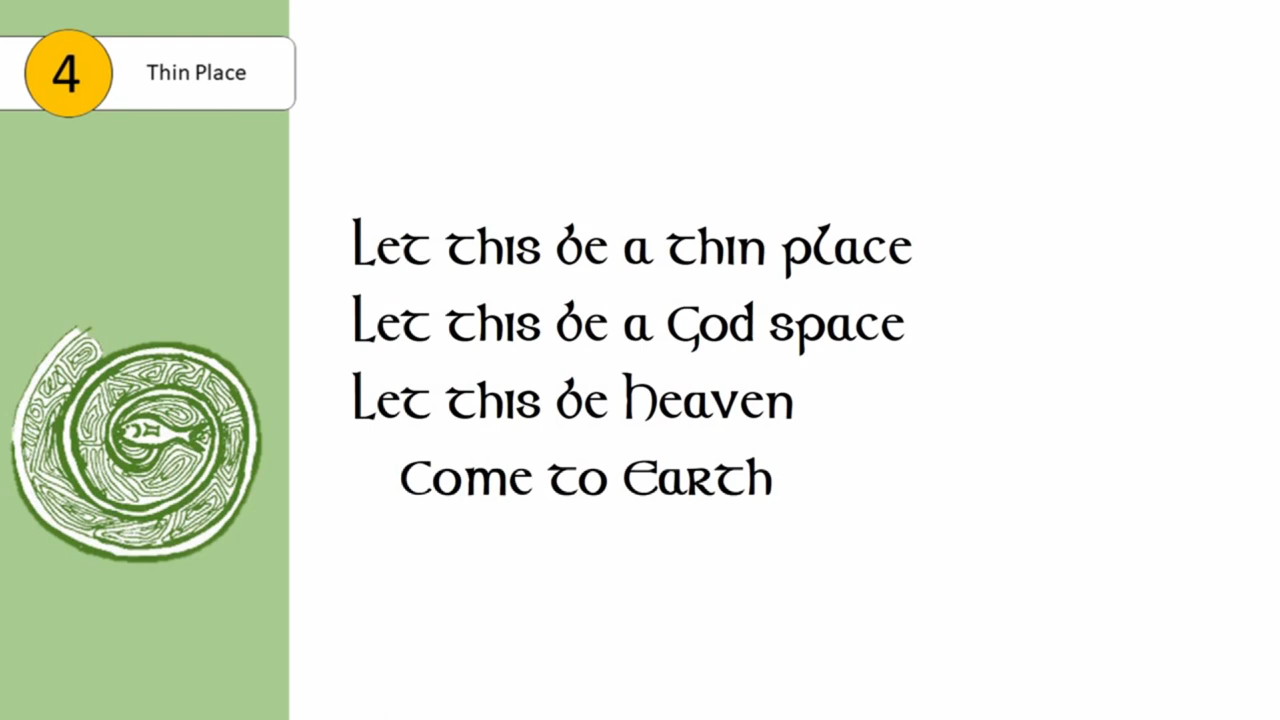 4
Thin Place
Let this be a thin place
Let this be a God space
Let this be Heaven
Come to Earth